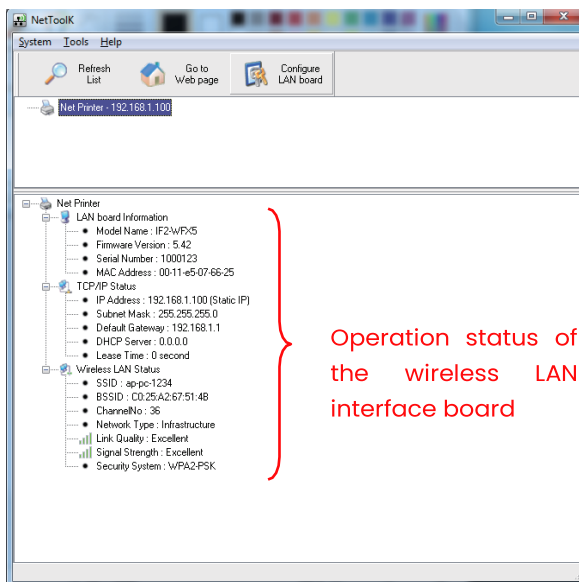 NetToolK
System Tools Help
Refresh
List
Go to
Web page
Configure
LAN board
Net Printer - 192.168.1.100
Net Printer
LAN board Information
Model Name : IF2-WFX5
Firmware Version : 5.42
Serial Number : 1000123
MAC Address : 00-11-e5-07-66-25
TCP/IP Status
IP Address : 192.168.1.100 (Static IP)
Subnet Mask : 255.255.255.0
Default Gateway : 192.168.1.1
DHCP Server : 0.0.0.0
Lease Time : 0 second
Wireless LAN Status
SSID : ap-pc-1234
BSSID : C0:25:A2:67:51:4B
ChannelNo : 36
Network Type : Infrastructure
Link Quality : Excellent
Signal Strength : Excellent
Security System : WPA2-PSK
Operation status of
the wireless LAN
interface board